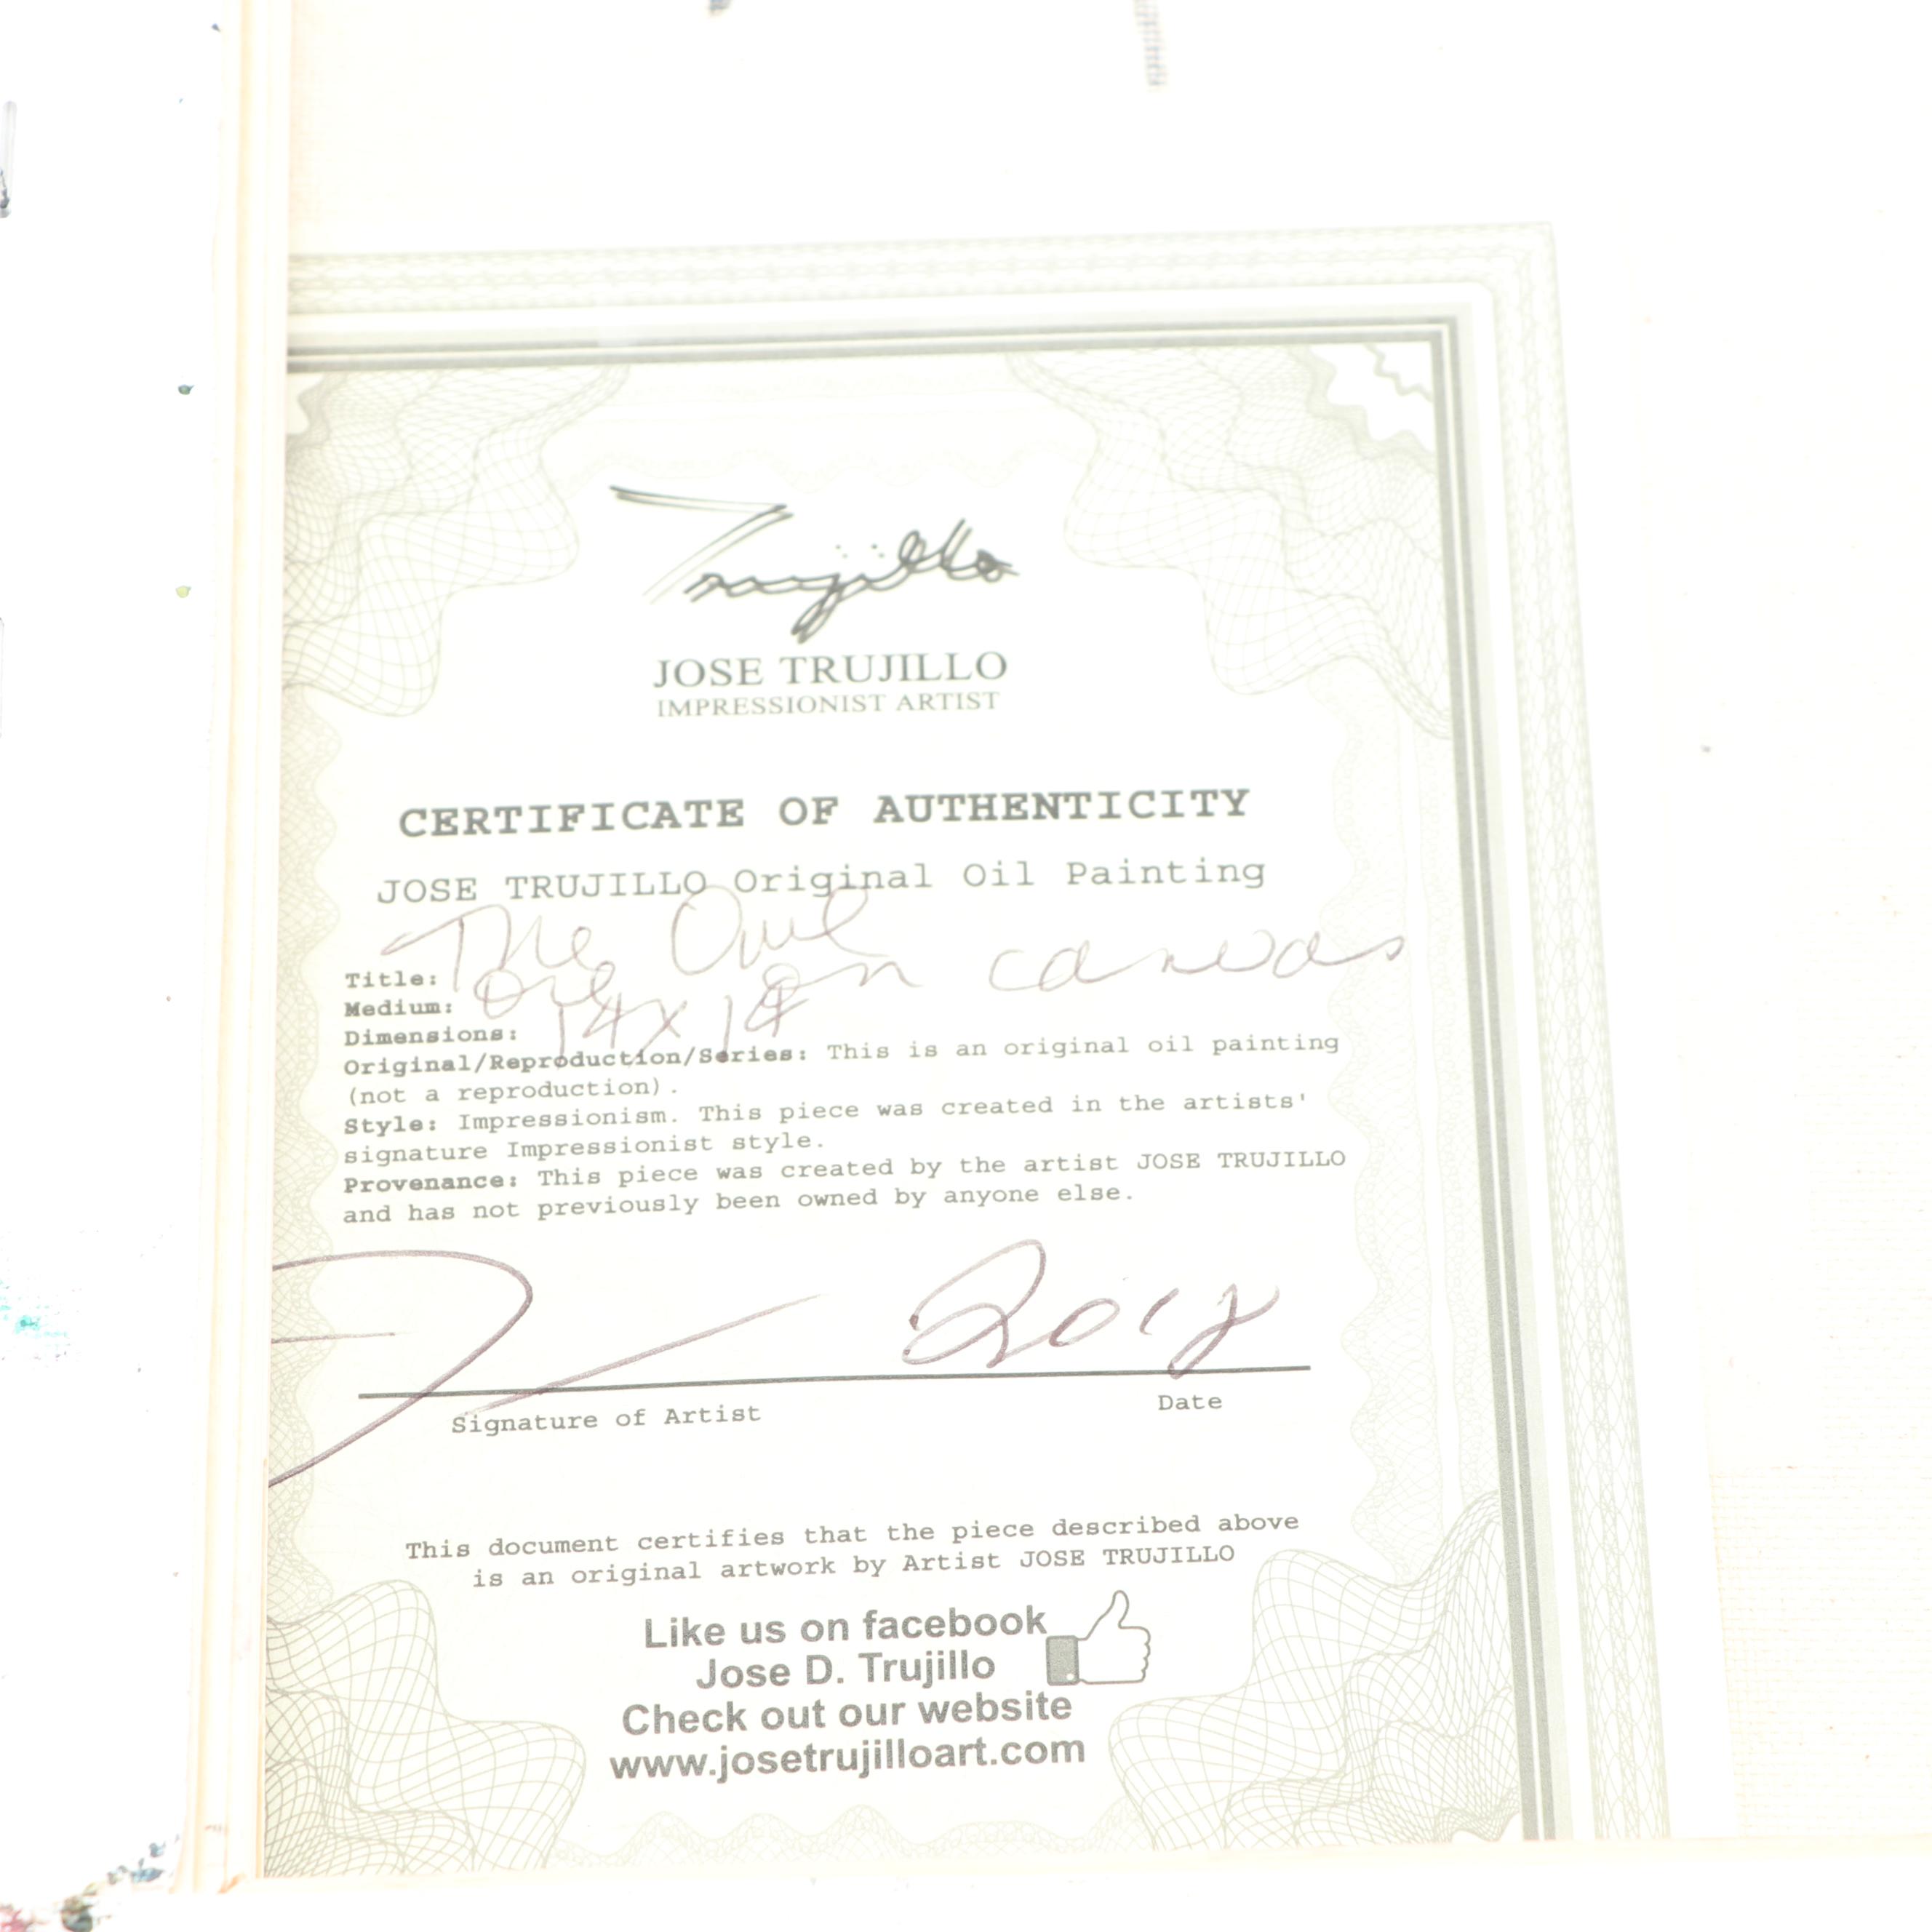 Trujillo
JOSE TRUJILLO
IMPRESSIONIST ARTIST
CERTIFICATE OF AUTHENTICITY
JOSE TRUJILLO Original Oil Painting
Title: The Owl
Medium: Oil on canvas
Dimensions: 14x14
Original/Reproduction/Series: This is an original oil painting
(not a reproduction).
Style: Impressionism. This piece was created in the artists'
signature Impressionist style.
Provenance: This piece was created by the artist JOSE TRUJILLO
and has not previously been owned by anyone else.
2018
Signature of Artist Date
This document certifies that the piece described above
is an original artwork by Artist JOSE TRUJILLO
Like us on facebook
Jose D. Trujillo
Check out our website
www.josetrujilloart.com